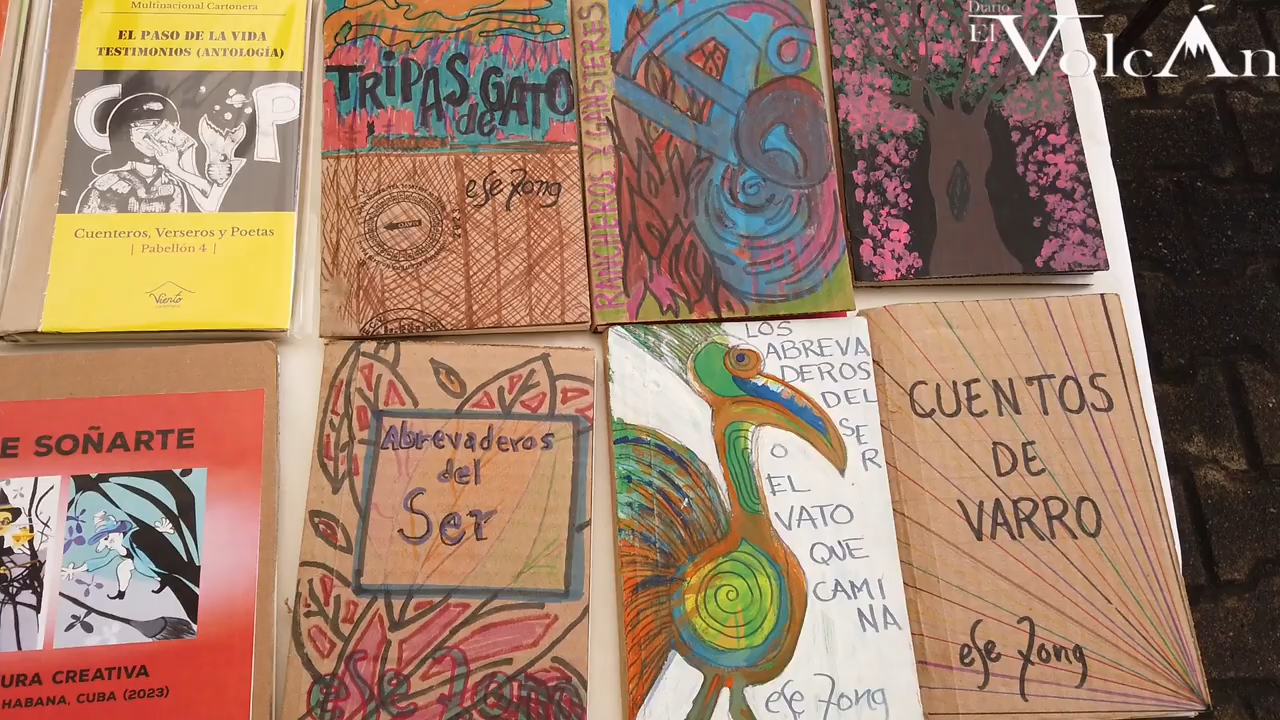 Multinacional Cartonera
EL PASO DE LA VIDA
TESTIMONIOS (ANTOLOGÍA)
C
P
Cuenteros, Verseros y Poetas
| Pabellón 4 |
Viento
TRIPAS de GATO
ese Zong
RANCHEROS Y GANSTERES
Diario
El Volcán
E SOÑARTE
URA CREATIVA
HABANA, CUBA (2023)
Abrevaderos
del
Ser
ese Zong
LOS
ABREVA
DEROS
DEL
SE
R
O
EL
VATO
QUE
CAMI
NA
ese Zong
CUENTOS
DE
VARRO
ese Zong